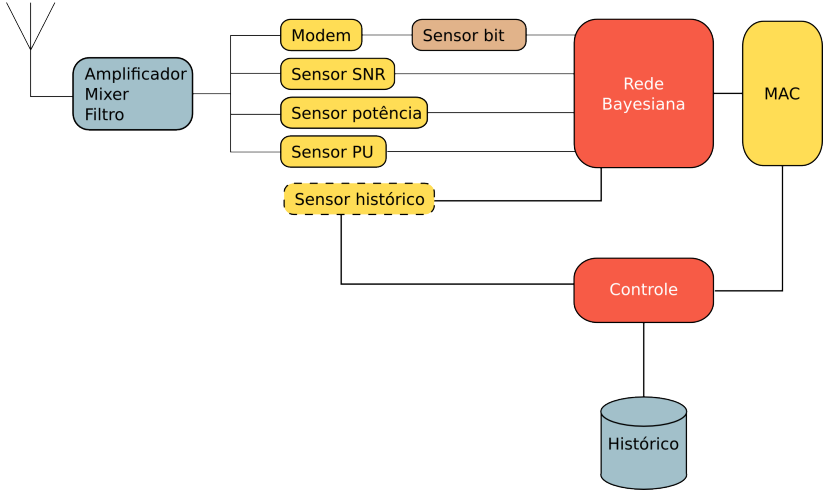 Amplificador
Mixer
Filtro
Modem
Sensor bit
Sensor SNR
Sensor potência
Sensor PU
Sensor histórico
Rede
Bayesiana
MAC
Controle
Histórico